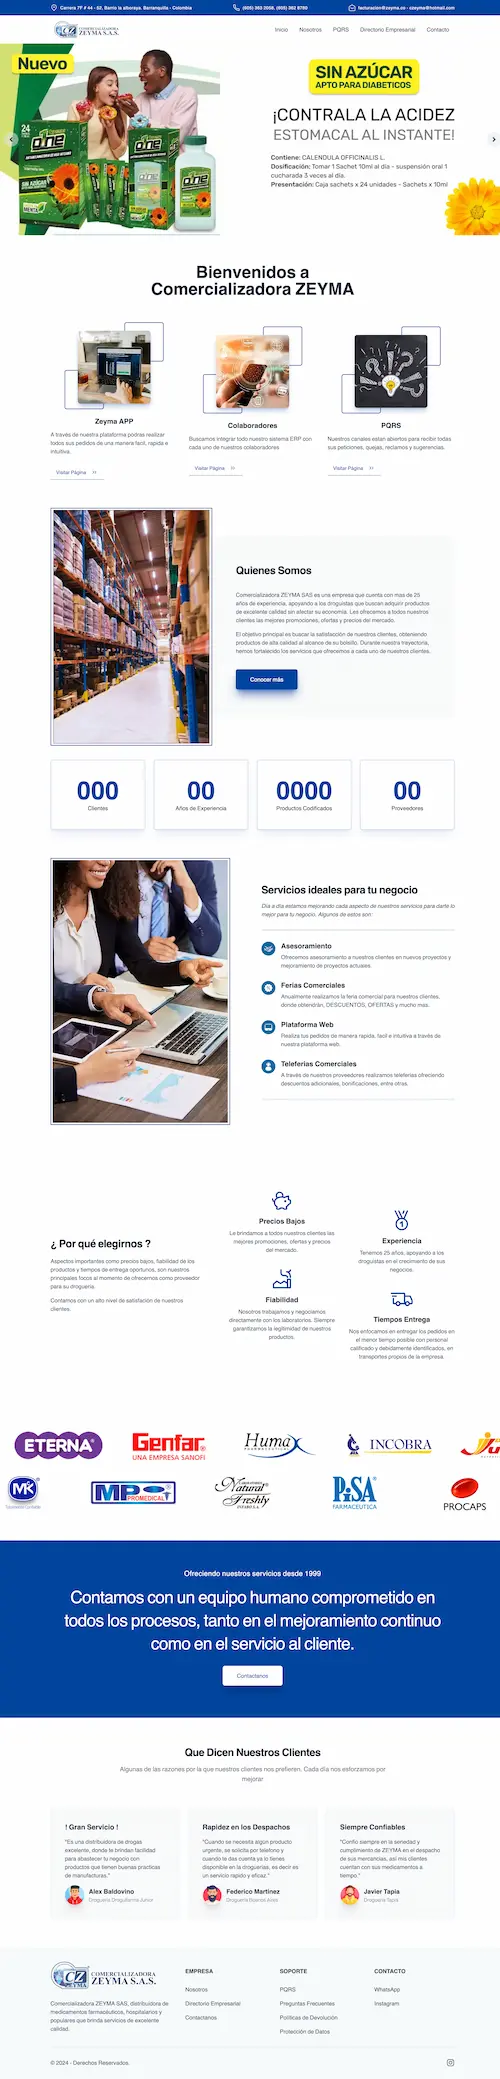 Carrera 7F # 44 - 52, Barrio la alboraya. Barranquilla - Colombia
(605) 363 2058, (605) 362 8780
facturacion@zeyma.co - czeyma@hotmail.com
COMERCIALIZADORA
ZEYMA S.A.S.
Inicio
Nosotros
PQRS
Directorio Empresarial
Contacto
Nuevo
SIN AZÚCAR
APTO PARA DIABETICOS
¡CONTRALA LA ACIDEZ
ESTOMACAL AL INSTANTE!
Contiene: CALENDULA OFFICINALIS L.
Dosificación: Tomar 1 Sachet 10ml al día - suspensión oral 1
cucharada 3 veces al día.
Presentación: Caja sachets x 24 unidades - Sachets x 10ml
Bienvenidos a
Comercializadora ZEYMA
Zeyma APP
A través de nuestra plataforma podras realizar
todos sus pedidos de una manera facil, rapida e
intuitiva.
Visitar Página
Colaboradores
Buscamos integrar todo nuestro sistema ERP con
cada uno de nuestros colaboradores
Visitar Página
PQRS
Nuestros canales estan abiertos para recibir todas
sus peticiones, quejas, reclamos y sugerencias.
Visitar Página
Quienes Somos
Comercializadora ZEYMA SAS es una empresa que cuenta con mas de 25
años de experiencia, apoyando a los droguistas que buscan adquirir productos
de excelente calidad sin afectar su economia. Les ofrecemos a todos nuestros
clientes las mejores promociones, ofertas y precios del mercado.
El objetivo principal es buscar la satisfacción de nuestros clientes, obteniendo
productos de alta calidad al alcance de su bolsillo. Durante nuestra trayectoria,
hemos fortalecido los servicios que ofrecemos a cada uno de nuestros clientes.
Conocer más
000
Clientes
00
Años de Experiencia
0000
Productos Codificados
00
Proveedores
Servicios ideales para tu negocio
Dia a dia estamos mejorando cada aspecto de nuestros servicios para darte lo
mejor para tu negocio. Algunos de estos son:
Asesoramiento
Ofrecemos asesoramiento a nuestros clientes en nuevos proyectos y
mejoramiento de proyectos actuales.
Ferias Comerciales
Anualmente realizamos la feria comercial para nuestros clientes,
donde obtendrán, DESCUENTOS, OFERTAS y mucho mas.
Plataforma Web
Realiza tus pedidos de manera rapida, facil e intuitiva a través de
nuestra plataforma web.
Teleferias Comerciales
A través de nuestros proveedores realizamos teleferias ofreciendo
descuentos adicionales, bonificaciones, entra otras.
¿ Por qué elegirnos ?
Aspectos importantes como precios bajos, fiabilidad de los
productos y tiempos de entrega oportunos, son nuestros
principales focos al momento de ofrecernos como proveedor
para su drogueria.
Contamos con un alto nivel de satisfación de nuestros
clientes.
Precios Bajos
Le brindamos a todos nuestros clientes las
mejores promociones, ofertas y precios
del mercado.
Experiencia
Tenemos 25 años, apoyando a los
droguistas en el crecimiento de sus
negocios.
Fiabilidad
Nosotros trabajamos y negociamos
directamente con los laboratorios. Siempre
garantizamos la legitimidad de nuestros
productos.
Tiempos Entrega
Nos enfocamos en entregar los pedidos en
el menor tiempo posible con personal
calificado y debidamente identificados, en
transportes propios de la empresa.
ETERNA
Genfar
UNA EMPRESA SANOFI
Humax
PHARMACEUTICAL
INCOBRA
MK
MP
PROMEDICAL
Natural
Freshly
PiSA
FARMACÉUTICA
PROCAPS
Ofreciendo nuestros servicios desde 1999
Contamos con un equipo humano comprometido en
todos los procesos, tanto en el mejoramiento continuo
como en el servicio al cliente.
Contactanos
Que Dicen Nuestros Clientes
Algunas de las razones por la que nuestros clientes nos prefieren. Cada día nos esforzamos por
mejorar
! Gran Servicio !
"Es una distribuidora de drogas
excelente, donde te brindan facilidad
para abastecer tu negocio con
productos que tienen buenas prácticas
de manufacturas."
Alex Baldovino
Drogueria Drogultarma Junior
Rapidez en los Despachos
"Cuando se necesita algún producto
urgente, se solicita por telefono y
cuando te das cuenta ya lo tienes
disponible en la droguerias, es decir es
un servicio rapido y eficaz."
Federico Martinez
Drogueria Buenos Aires
Siempre Confiables
"Confio siempre en la seriedad y
cumplimiento de ZEYMA en el despacho
de sus mercancias, asi mis clientes
cuentan con sus medicamentos a
tiempo."
Javier Tapia
Drogueria Tapia
COMERCIALIZADORA
ZEYMA S.A.S.
Comercializadora ZEYMA SAS, distribuidora de
medicamentos farmacéuticos, hospitalarios y
populares que brinda servicios de excelente
calidad.
EMPRESA
Nosotros
Directorio Empresarial
Contactanos
SOPORTE
PQRS
Preguntas Frecuentes
Políticas de Devolución
Protección de Datos
CONTACTO
WhatsApp
Instagram
© 2024 - Derechos Reservados.